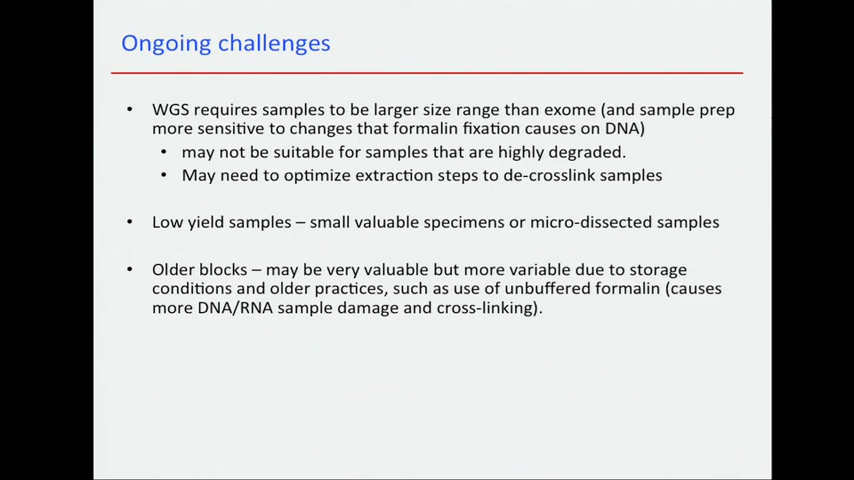 Ongoing challenges
• WGS requires samples to be larger size range than exome (and sample prep
more sensitive to changes that formalin fixation causes on DNA)
• may not be suitable for samples that are highly degraded.
• May need to optimize extraction steps to de-crosslink samples
• Low yield samples – small valuable specimens or micro-dissected samples
• Older blocks – may be very valuable but more variable due to storage
conditions and older practices, such as use of unbuffered formalin (causes
more DNA/RNA sample damage and cross-linking).